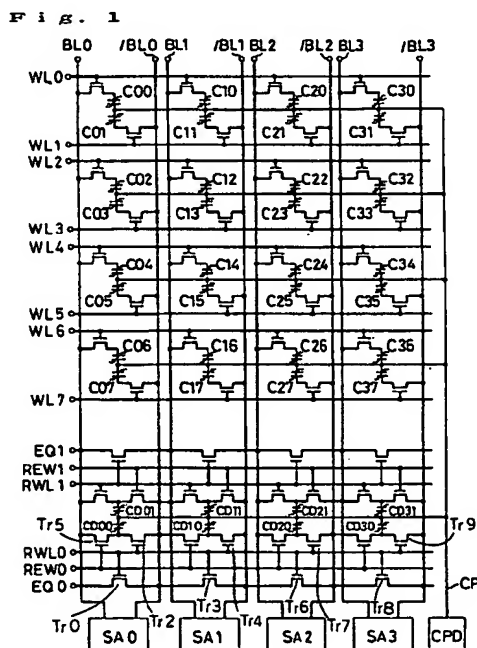 Fig. 1
BL0 /BL0 BL1 /BL1 BL2 /BL2 BL3 /BL3
WL0
C00 C10 C20 C30
C01 C11 C21 C31
WL1
WL2
C02 C12 C22 C32
C03 C13 C23 C33
WL3
WL4
C04 C14 C24 C34
C05 C15 C25 C35
WL5
WL6
C06 C16 C26 C36
C07 C17 C27 C37
WL7
EQ1
REW1
RWL1
CD01 CD11 CD21 CD31
Tr5 CD00 CD10 CD20 CD30 Tr9
RWL0
REW0
EQ0
CP
Tr0 Tr2 Tr3 Tr4 Tr6 Tr7 Tr8
SA0 SA1 SA2 SA3 CPD